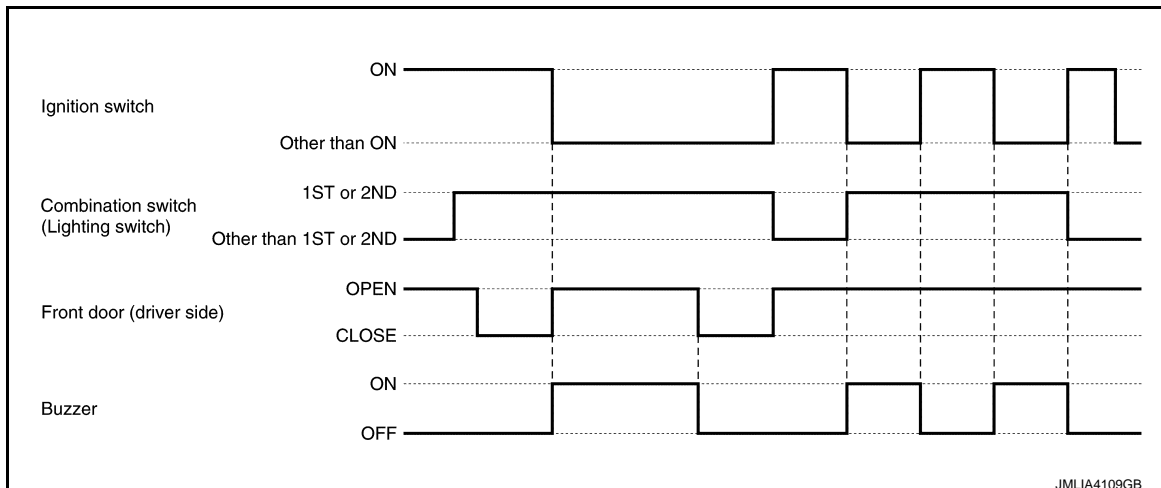 ON
Ignition switch
Other than ON
1ST or 2ND
Combination switch
(Lighting switch)
Other than 1ST or 2ND
OPEN
Front door (driver side)
CLOSE
ON
Buzzer
OFF
JMLIA4109GB